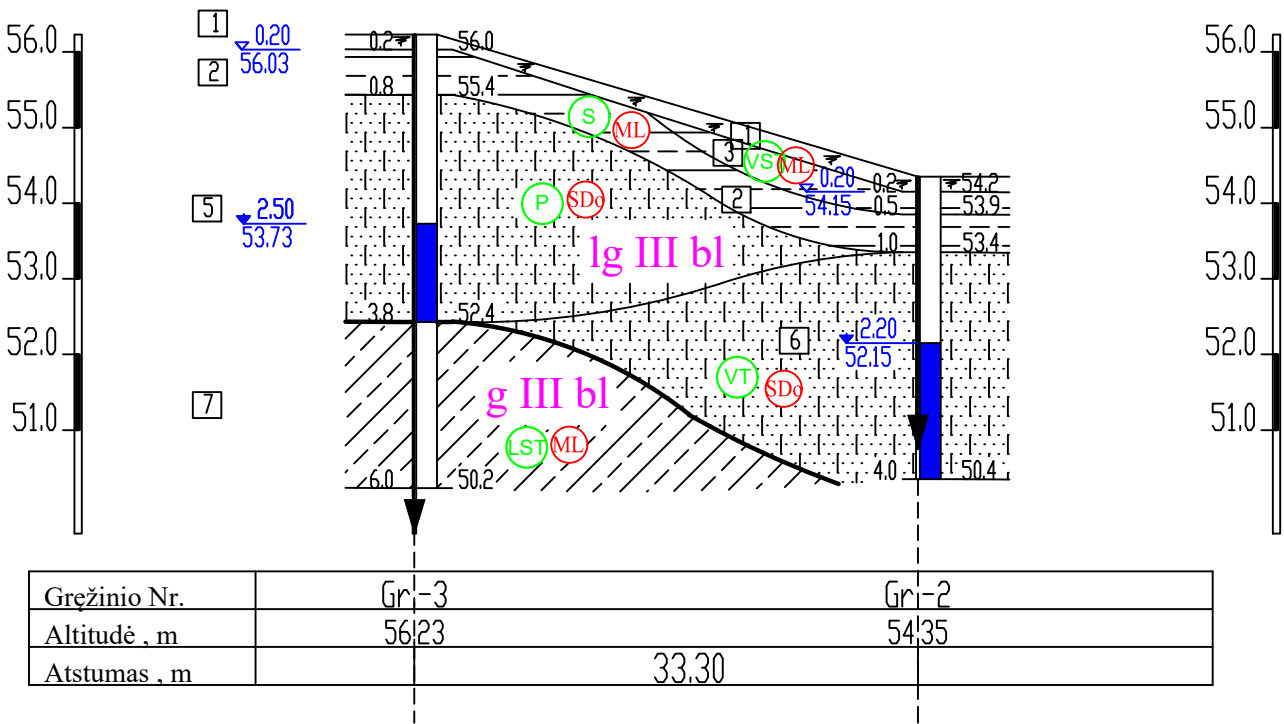 1
56.0 0.20 0.2 56.0 56.0
56.03
2
0.8 55.4
55.0 S ML 1 55.0
3 VST ML
0.20 0.2 54.2
54.0 5 2.50 P SDo 2 54.15 0.5 53.9 54.0
53.73
1.0 53.4
lg III bl
53.0 53.0
3.8 52.4
6 2.20
52.0 52.15 52.0
VT SDo
7 g III bl
51.0 51.0
LST ML
6.0 50.2 4.0 50.4
Gręžinio Nr. Gr-3 Gr-2
Altitudė , m 56.23 54.35
Atstumas , m 33.30